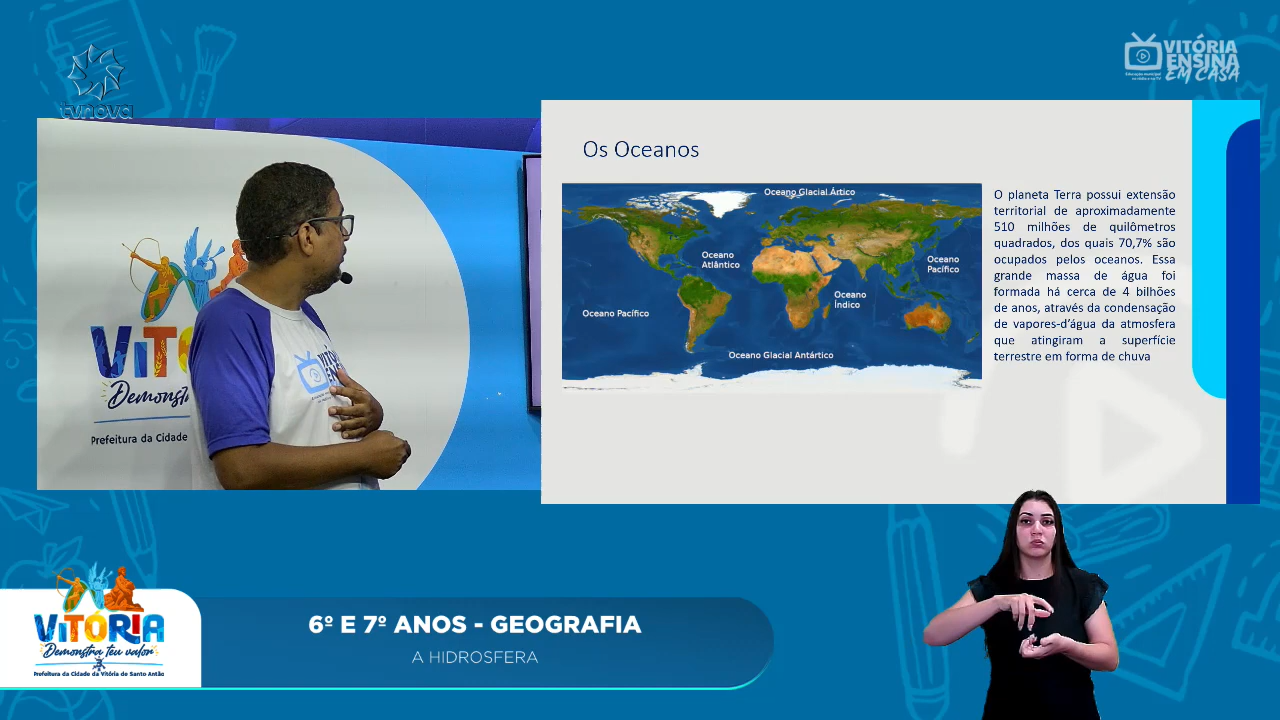 tvnova
VITÓRIA
ENSINA
EM CASA
Os Oceanos
Oceano Glacial Ártico
Oceano
Atlântico
Oceano
Pacífico
Oceano
Índico
Oceano Pacífico
Oceano Glacial Antártico
O planeta Terra possui extensão
territorial de aproximadamente
510 milhões de quilômetros
quadrados, dos quais 70,7% são
ocupados pelos oceanos. Essa
grande massa de água foi
formada há cerca de 4 bilhões
de anos, através da condensação
de vapores-d’água da atmosfera
que atingiram a superfície
terrestre em forma de chuva
Prefeitura da Cidade
6º E 7º ANOS - GEOGRAFIA
A HIDROSFERA
VITÓRIA
Demonstra teu valor
Prefeitura da Cidade da Vitória de Santo Antão